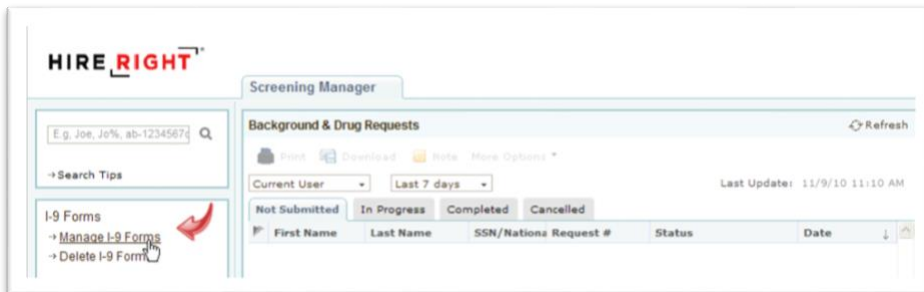 HIRE RIGHT
Screening Manager
E.g, Joe, Jo%, ab-1234567
Search Tips
I-9 Forms
Manage I-9 Forms
Delete I-9 Form
Background & Drug Requests
Refresh
Print Download Note More Options
Current User Last 7 days Last Update: 11/9/10 11:10 AM
Not Submitted In Progress Completed Cancelled
First Name Last Name SSN/Nationa Request # Status Date